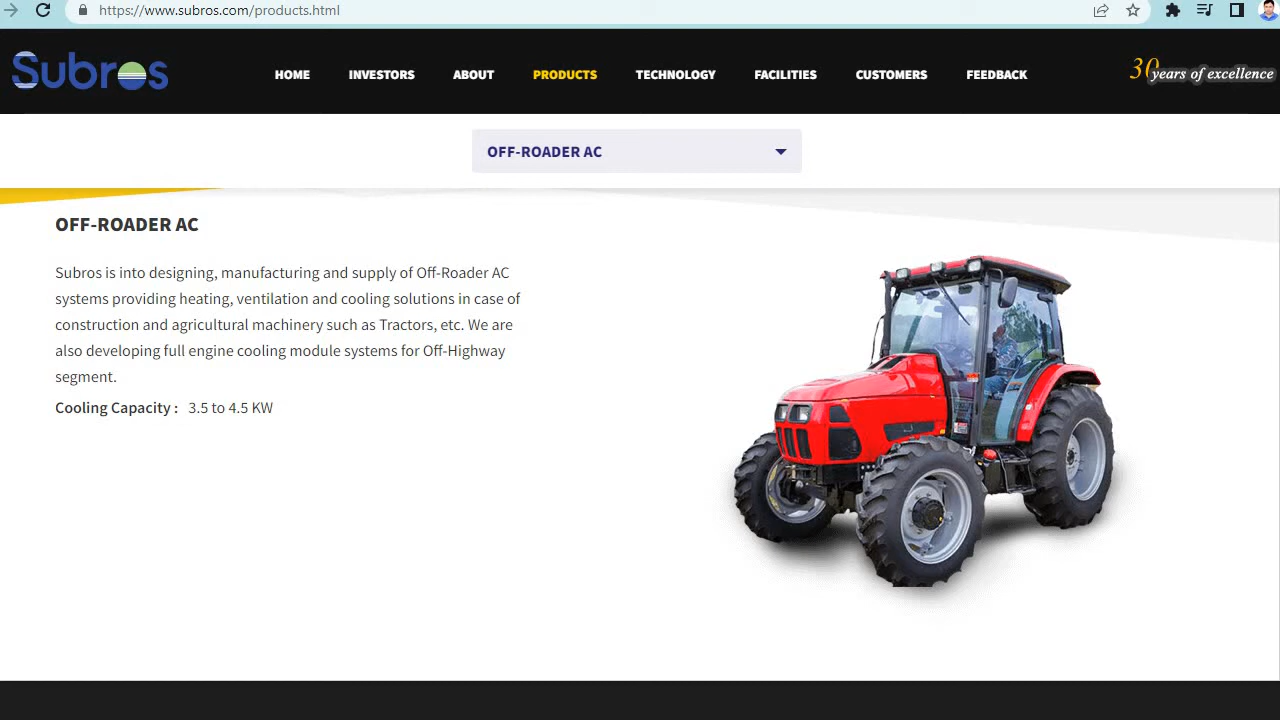 https://www.subros.com/products.html
Subros
HOME INVESTORS ABOUT PRODUCTS TECHNOLOGY FACILITIES CUSTOMERS FEEDBACK
30 years of excellence
OFF-ROADER AC
OFF-ROADER AC
Subros is into designing, manufacturing and supply of Off-Roader AC
systems providing heating, ventilation and cooling solutions in case of
construction and agricultural machinery such as Tractors, etc. We are
also developing full engine cooling module systems for Off-Highway
segment.
Cooling Capacity : 3.5 to 4.5 KW